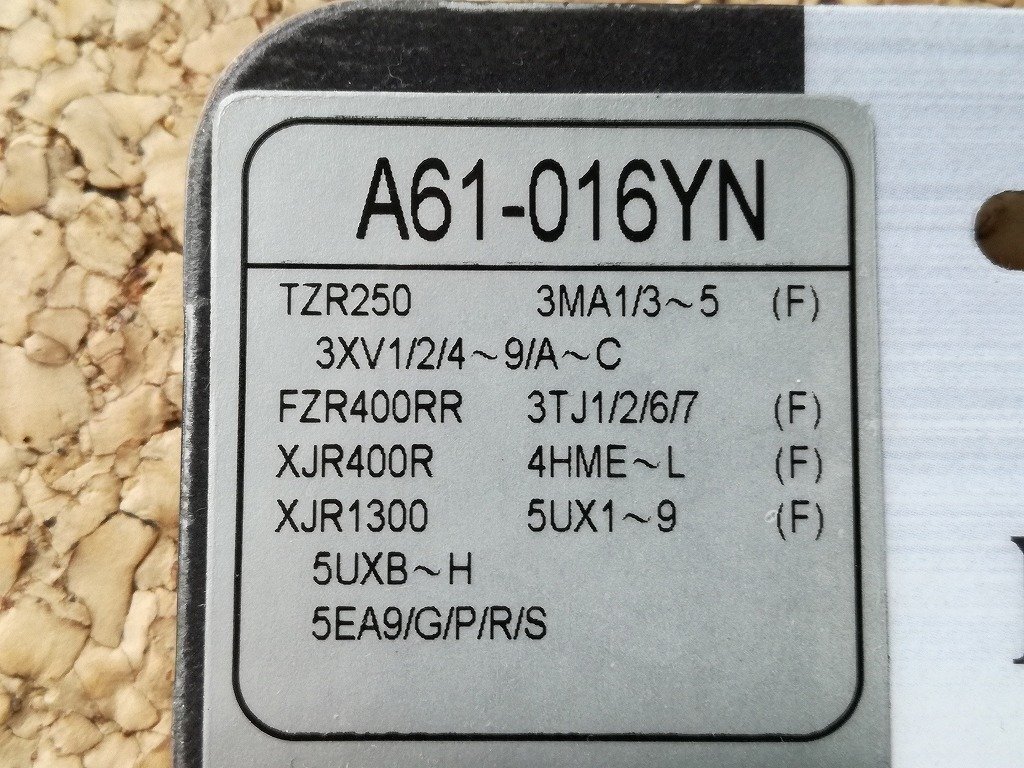 A61-016YN
TZR250 3MA1/3～5 (F)
3XV1/2/4～9/A～C
FZR400RR 3TJ1/2/6/7 (F)
XJR400R 4HME～L (F)
XJR1300 5UX1～9 (F)
5UXB～H
5EA9/G/P/R/S